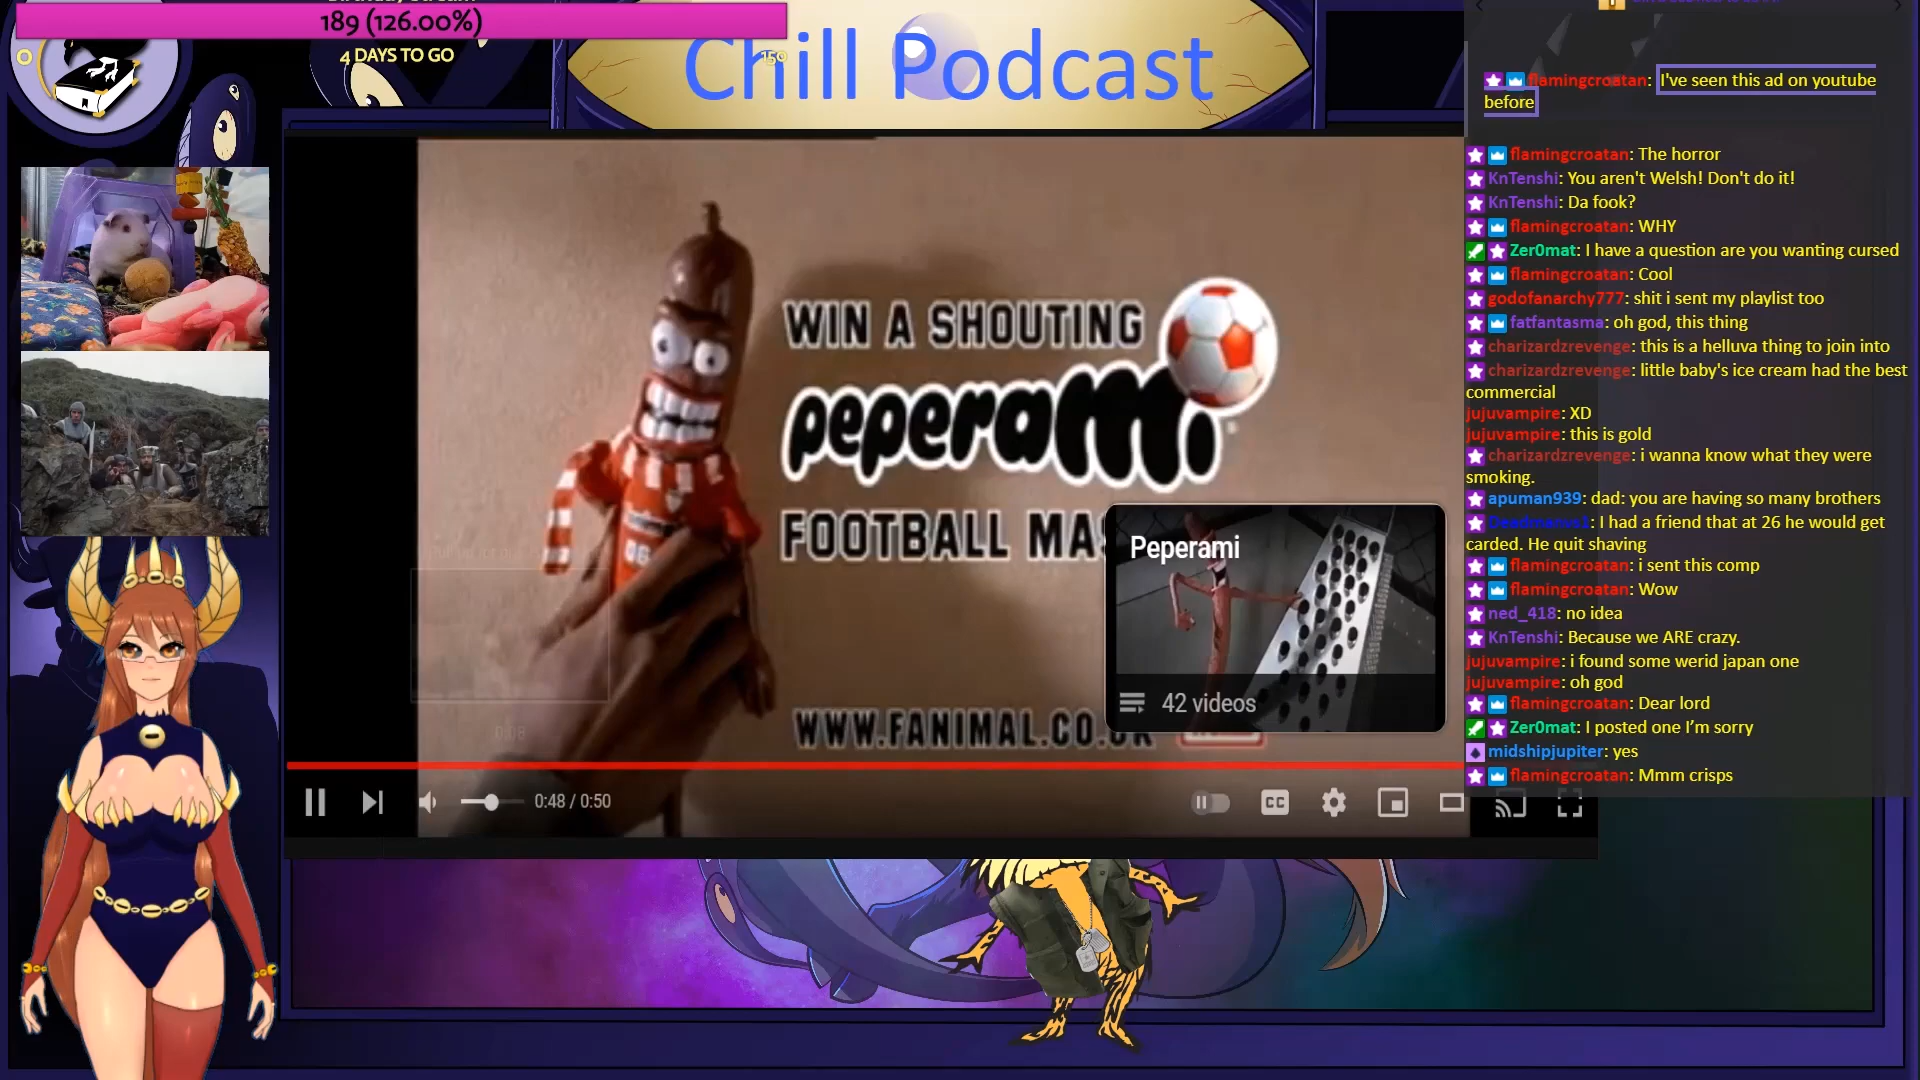 189 (126.00%)
4 DAYS TO GO
150
Chill Podcast
WIN A SHOUTING
peperami
FOOTBALL MAS
WWW.FANIMAL.CO.UK
Peperami
42 videos
0:08
0:48 / 0:50
CC
flamingcroatan: I've seen this ad on youtube
before
flamingcroatan: The horror
KnTenshi: You aren't Welsh! Don't do it!
KnTenshi: Da fook?
flamingcroatan: WHY
Zer0mat: I have a question are you wanting cursed
flamingcroatan: Cool
godofanarchy777: shit i sent my playlist too
fatfantasma: oh god, this thing
charizardzrevenge: this is a helluva thing to join into
charizardzrevenge: little baby's ice cream had the best
commercial
jujuvampire: XD
jujuvampire: this is gold
charizardzrevenge: i wanna know what they were
smoking.
apuman939: dad: you are having so many brothers
Deadmanvs1: I had a friend that at 26 he would get
carded. He quit shaving
flamingcroatan: i sent this comp
flamingcroatan: Wow
ned_418: no idea
KnTenshi: Because we ARE crazy.
jujuvampire: i found some werid japan one
jujuvampire: oh god
flamingcroatan: Dear lord
Zer0mat: I posted one I'm sorry
midshipjupiter: yes
flamingcroatan: Mmm crisps